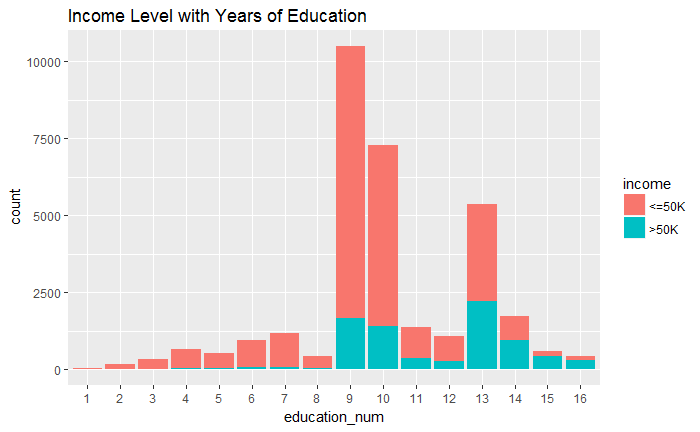 Income Level with Years of Education
10000
7500
5000
2500
0
count
1 2 3 4 5 6 7 8 9 10 11 12 13 14 15 16
education_num
income
<=50K
>50K